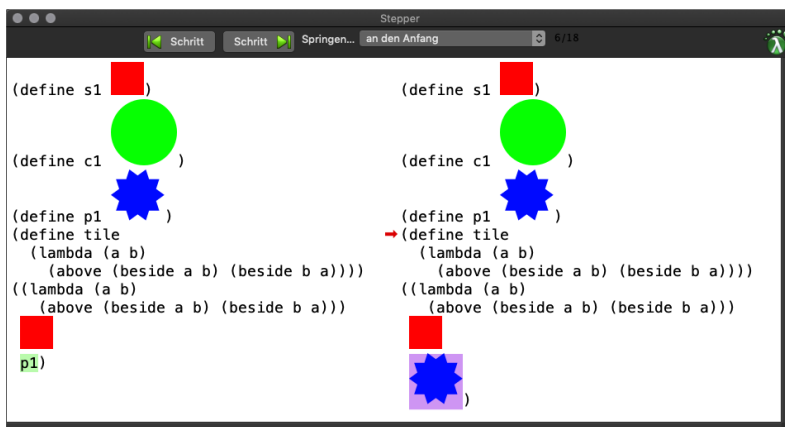 Stepper
Schritt Schritt Springen... an den Anfang 6/18
λ
(define s1 )
(define c1 )
(define p1 )
(define tile
(lambda (a b)
(above (beside a b) (beside b a))))
((lambda (a b)
(above (beside a b) (beside b a)))
p1)
(define s1 )
(define c1 )
(define p1 )
(define tile
(lambda (a b)
(above (beside a b) (beside b a))))
((lambda (a b)
(above (beside a b) (beside b a)))
)